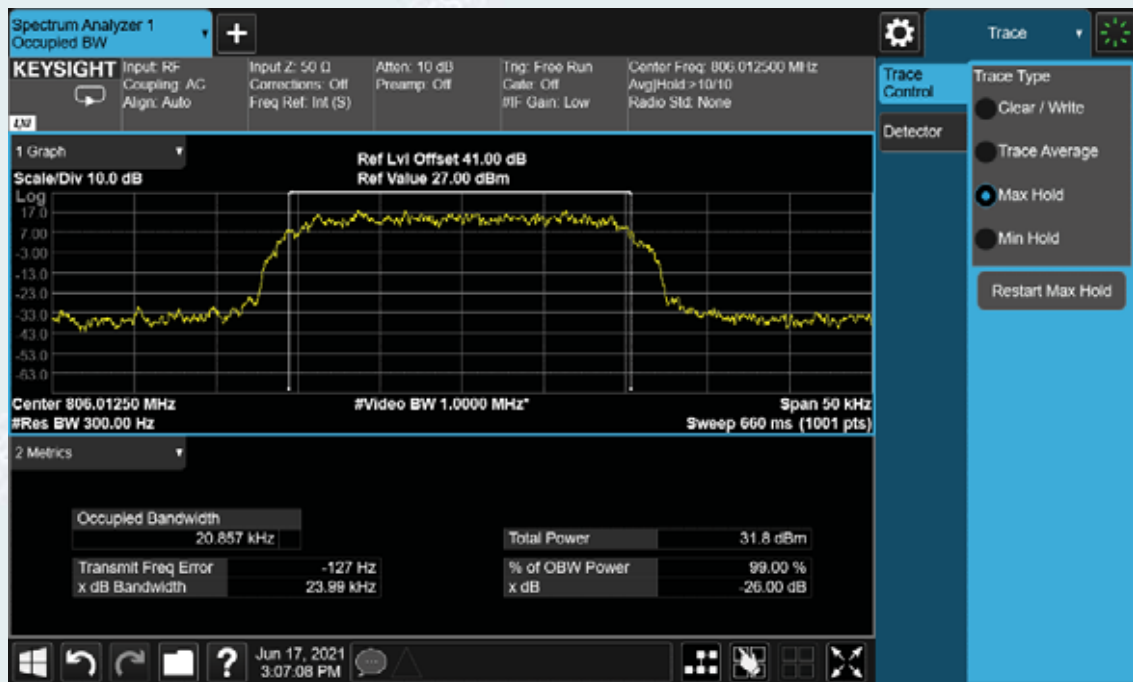 Spectrum Analyzer 1
Occupied BW
+
Trace
KEYSIGHT
Input: RF
Coupling: AC
Align: Auto
Input Z: 50 Ω
Corrections: Off
Freq Ref: Int (S)
Atten: 10 dB
Preamp: Off
Trig: Free Run
Gate: Off
#IF Gain: Low
Center Freq: 806.012500 MHz
Avg|Hold:>10/10
Radio Std: None
LXI
Trace
Control
Detector
Trace Type
Clear / Write
Trace Average
Max Hold
Min Hold
Restart Max Hold
1 Graph
Scale/Div 10.0 dB
Ref Lvl Offset 41.00 dB
Ref Value 27.00 dBm
Log
17.0
7.00
-3.00
-13.0
-23.0
-33.0
-43.0
-53.0
-63.0
Center 806.01250 MHz
#Res BW 300.00 Hz
#Video BW 1.0000 MHz*
Span 50 kHz
Sweep 660 ms (1001 pts)
2 Metrics
Occupied Bandwidth
20.857 kHz
Total Power 31.8 dBm
Transmit Freq Error -127 Hz
% of OBW Power 99.00 %
x dB Bandwidth 23.99 kHz
x dB -26.00 dB
?
Jun 17, 2021
3:07:08 PM